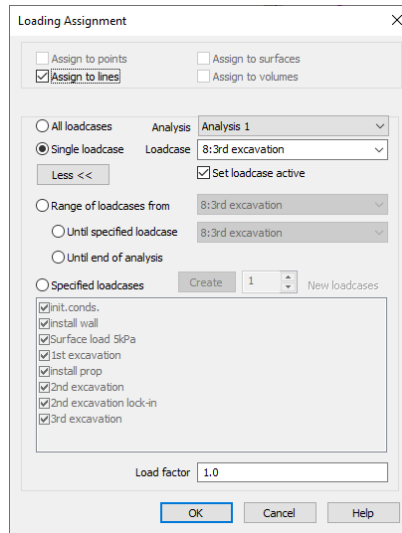 Loading Assignment
Assign to points Assign to surfaces
Assign to lines Assign to volumes
All loadcases Analysis Analysis 1
Single loadcase Loadcase 8:3rd excavation
Less << Set loadcase active
Range of loadcases from 8:3rd excavation
Until specified loadcase 8:3rd excavation
Until end of analysis
Specified loadcases Create 1 New loadcases
init.conds.
install wall
Surface load 5kPa
1st excavation
install prop
2nd excavation
2nd excavation lock-in
3rd excavation
Load factor 1.0
OK Cancel Help